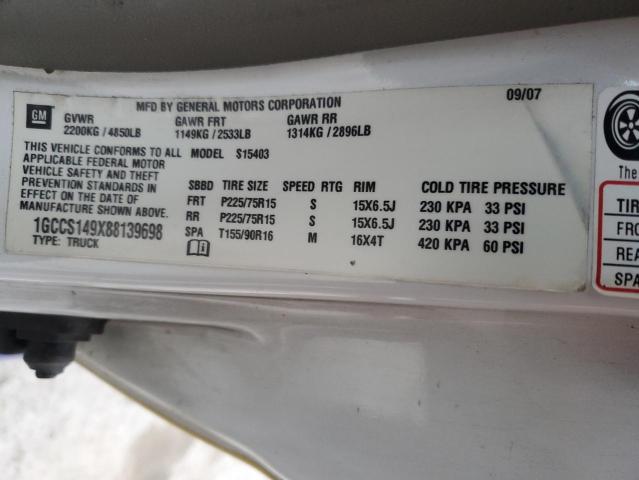 MFD BY GENERAL MOTORS CORPORATION 09/07
GM GVWR GAWR FRT GAWR RR
2200KG / 4850LB 1149KG / 2533LB 1314KG / 2896LB
THIS VEHICLE CONFORMS TO ALL MODEL S15403
APPLICABLE FEDERAL MOTOR
VEHICLE SAFETY AND THEFT
PREVENTION STANDARDS IN
EFFECT ON THE DATE OF
MANUFACTURE SHOWN ABOVE.
1GCCS149X88139698
TYPE: TRUCK
SBBD TIRE SIZE SPEED RTG RIM COLD TIRE PRESSURE
FRT P225/75R15 S 15X6.5J 230 KPA 33 PSI
RR P225/75R15 S 15X6.5J 230 KPA 33 PSI
SPA T155/90R16 M 16X4T 420 KPA 60 PSI
The
TIR
FRO
REA
SPA